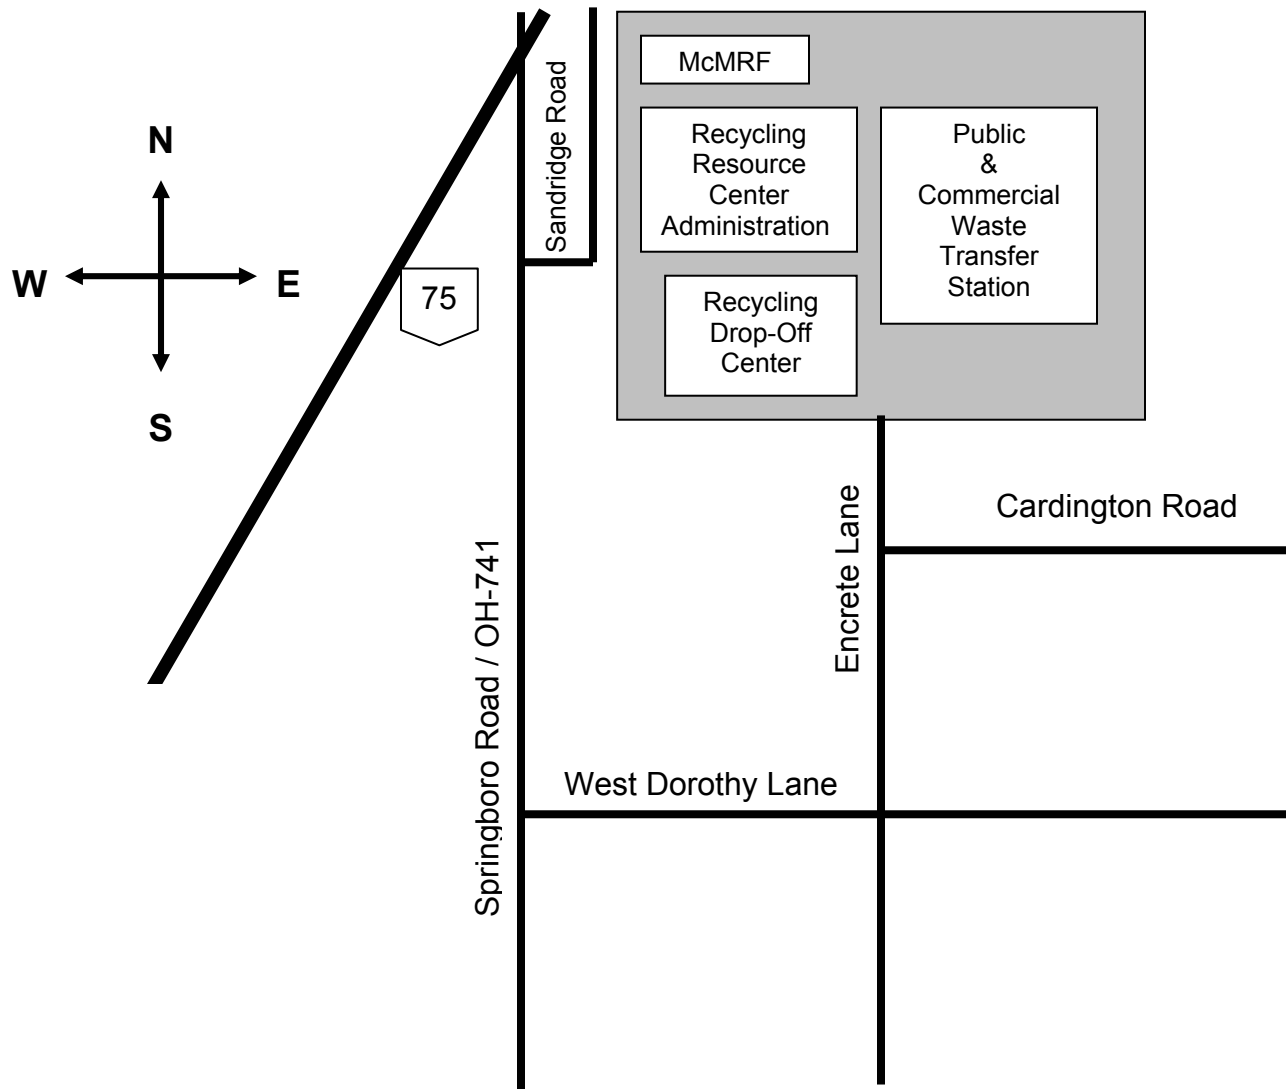 N
W
E
S
75
Sandridge Road
McMRF
Recycling
Resource
Center
Administration
Public
&
Commercial
Waste
Transfer
Station
Recycling
Drop-Off
Center
Springboro Road / OH-741
Encrete Lane
Cardington Road
West Dorothy Lane